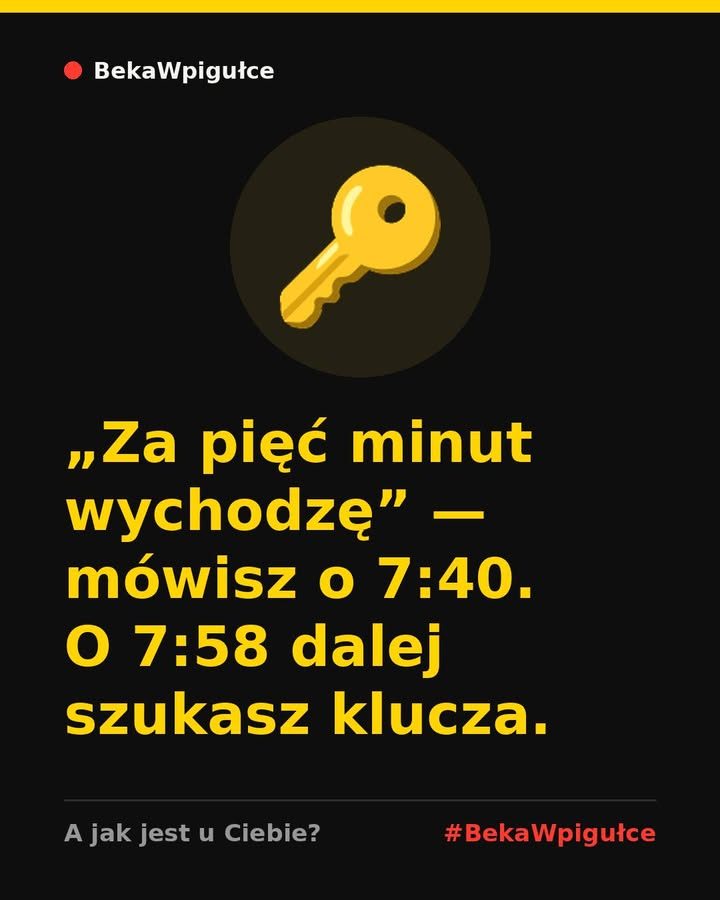 BekaWpigułce
„Za pięć minut
wychodzę” —
mówisz o 7:40.
O 7:58 dalej
szukasz klucza.
A jak jest u Ciebie?
#BekaWpigułce